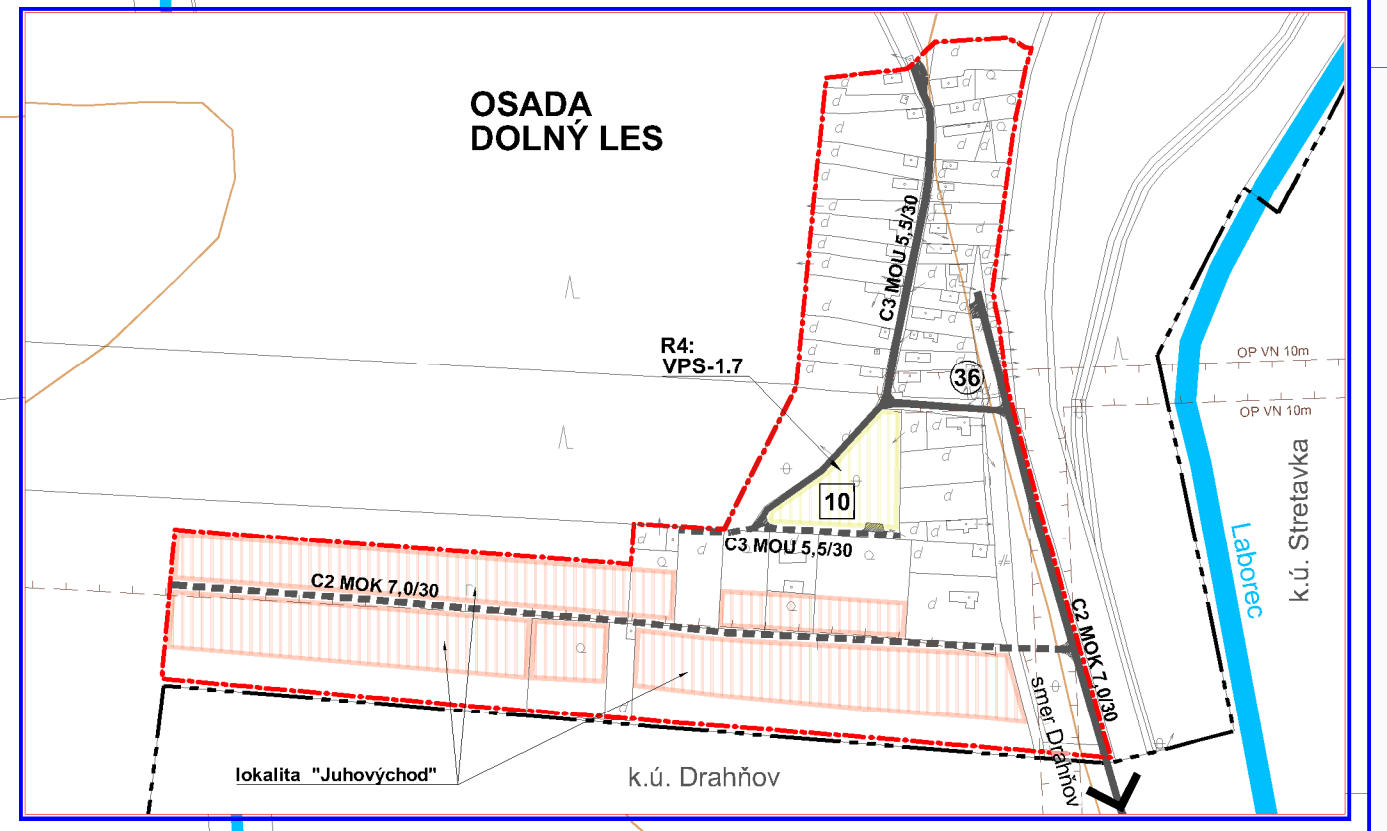 OSADA
DOLNÝ LES
C3 MOU 5,5/30
R4:
VPS-1.7
36
OP VN 10m
OP VN 10m
10
C3 MOU 5,5/30
C2 MOK 7,0/30
C2 MOK 7,0/30
smer Drahňov
Laborec
k.ú. Stretavka
lokalita "Juhovýchod"
k.ú. Drahňov